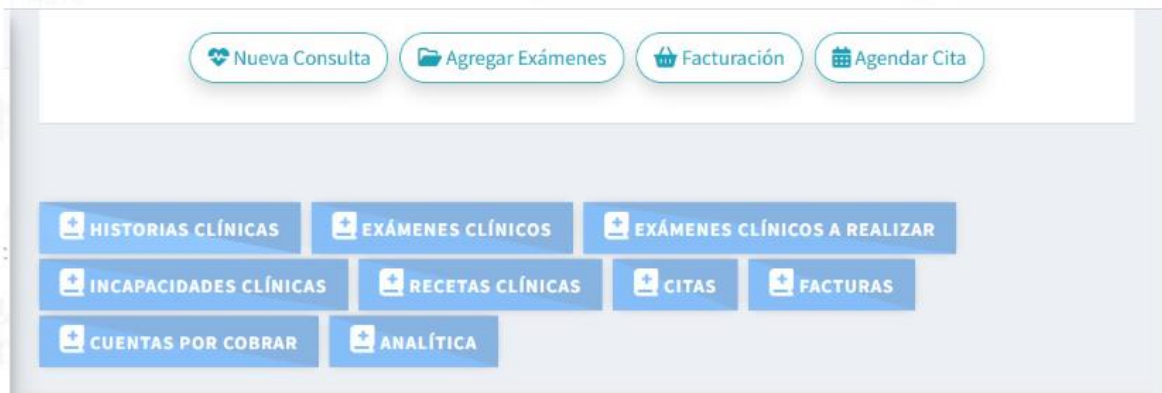 Nueva Consulta Agregar Exámenes Facturación Agendar Cita
HISTORIAS CLÍNICAS EXÁMENES CLÍNICOS EXÁMENES CLÍNICOS A REALIZAR
INCAPACIDADES CLÍNICAS RECETAS CLÍNICAS CITAS FACTURAS
CUENTAS POR COBRAR ANALÍTICA